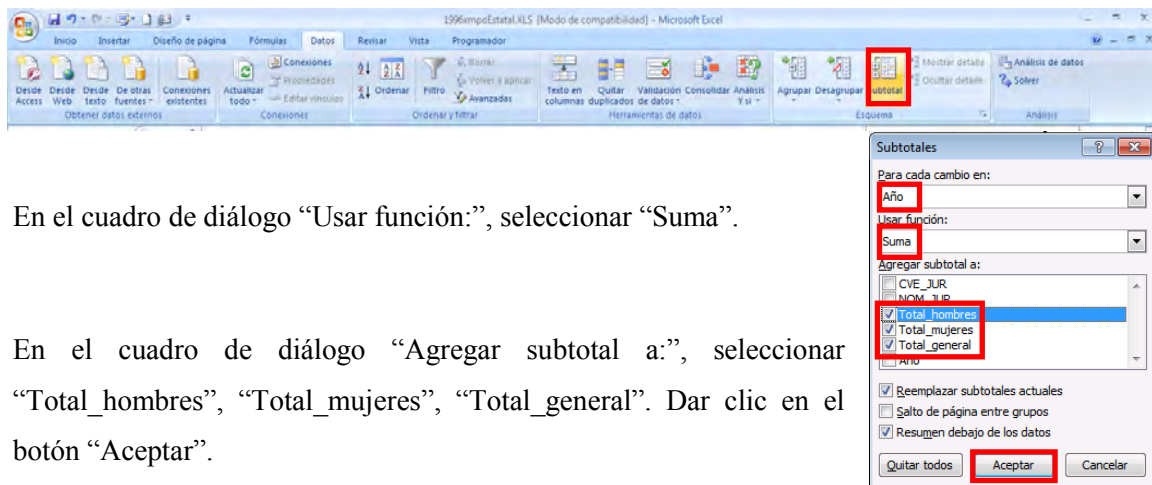 1996impoEstatal.XLS [Modo de compatibilidad] - Microsoft Excel
Inicio Insertar Diseño de página Fórmulas Datos Revisar Vista Programador
Desde Access
Desde Web
Desde texto
De otras fuentes
Conexiones existentes
Obtener datos externos
Actualizar todo
Conexiones
Propiedades
Editar vínculos
Conexiones
Ordenar
Filtro
Borrar
Volver a aplicar
Avanzadas
Ordenar y filtrar
Texto en columnas
Quitar duplicados
Validación de datos
Consolidar
Análisis Y si
Herramientas de datos
Agrupar
Desagrupar
Subtotal
Mostrar detalle
Ocultar detalle
Esquema
Análisis de datos
Solver
Análisis
En el cuadro de diálogo “Usar función:”, seleccionar “Suma”.
En el cuadro de diálogo “Agregar subtotal a:”, seleccionar
“Total_hombres”, “Total_mujeres”, “Total_general”. Dar clic en el
botón “Aceptar”.
Subtotales
Para cada cambio en:
Año
Usar función:
Suma
Agregar subtotal a:
CVE_JUR
NOM_JUR
Total_hombres
Total_mujeres
Total_general
Año
Reemplazar subtotales actuales
Salto de página entre grupos
Resumen debajo de los datos
Quitar todos Aceptar Cancelar